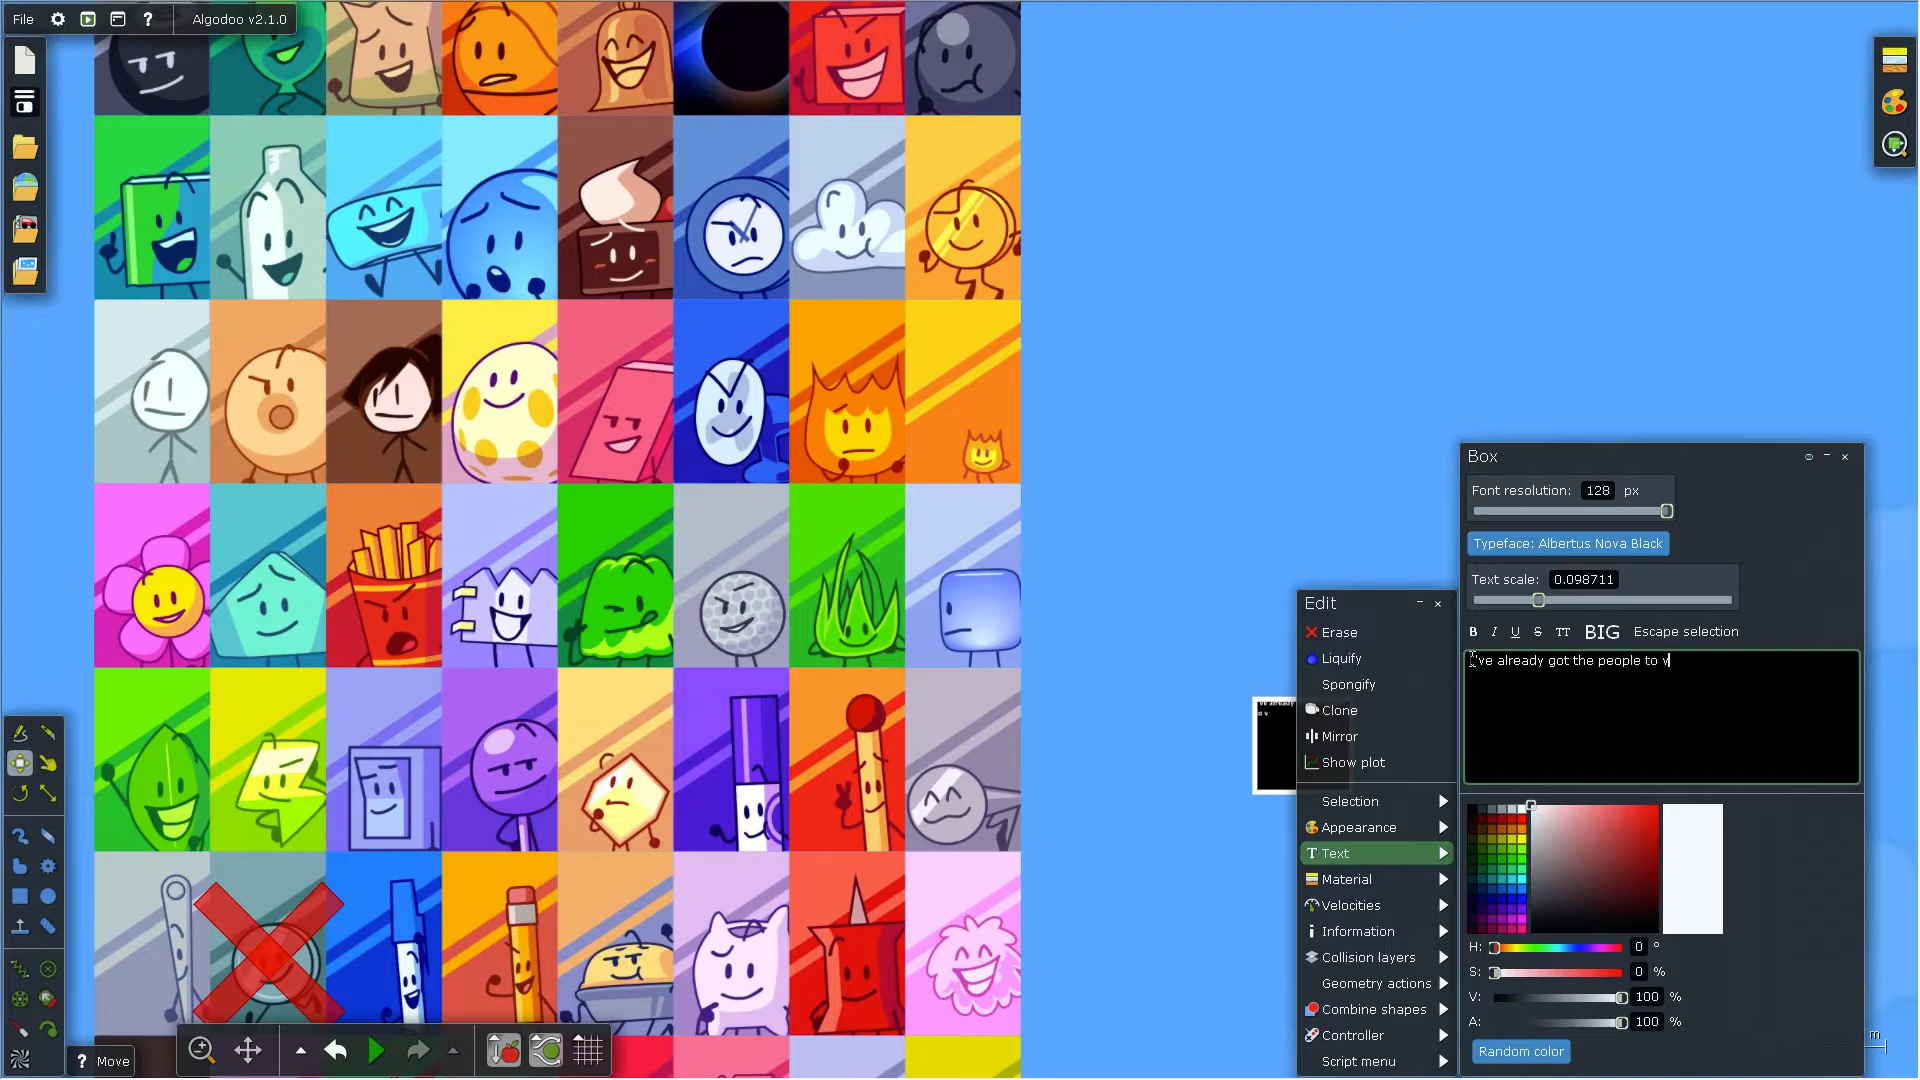 File
Algodoo v2.1.0
Box
Font resolution: 128 px
Typeface: Albertus Nova Black
Text scale: 0.098711
B I U S TT BIG Escape selection
I've already got the people to v
Edit
Erase
Liquify
Spongify
Clone
Mirror
Show plot
Selection
Appearance
T Text
Material
Velocities
Information
Collision layers
Geometry actions
Combine shapes
Controller
Script menu
've already
o v
H: 0 °
S: 0 %
V: 100 %
A: 100 %
Random color
m
? Move